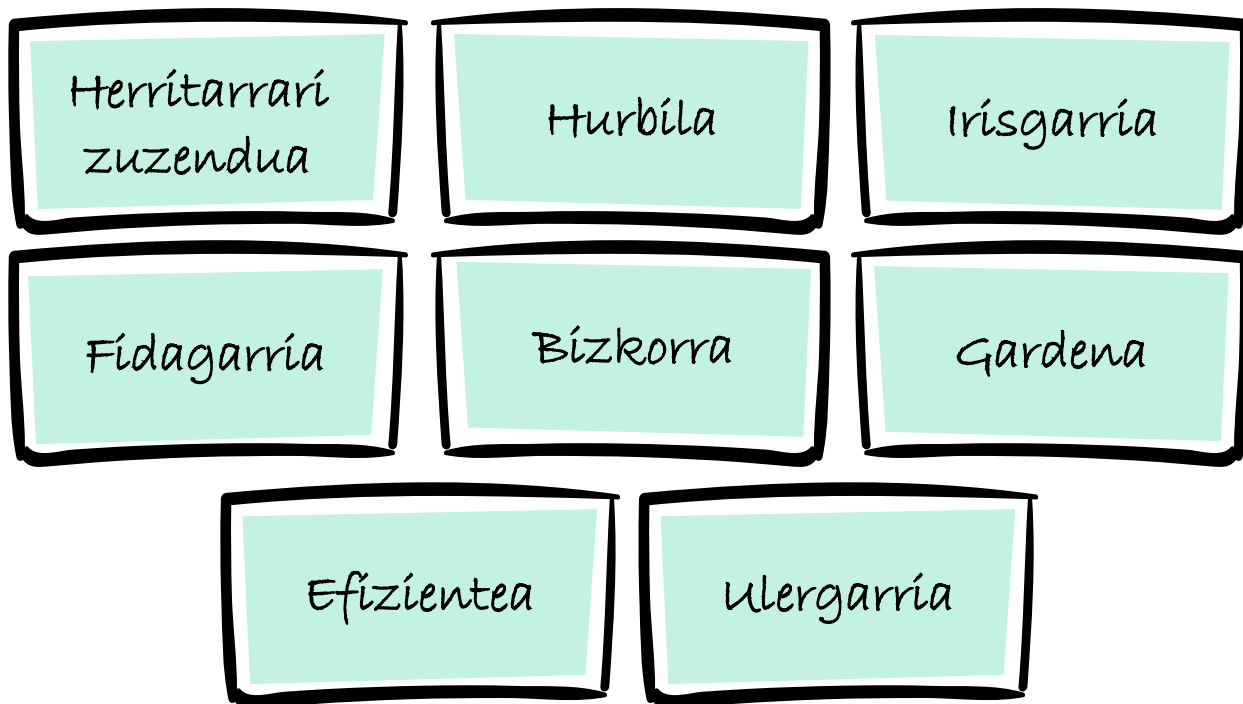 Herritarrari
zuzendua
Hurbila
Irisgarria
Fidagarria
Bizkorra
Gardena
Efizientea
Ulergarria